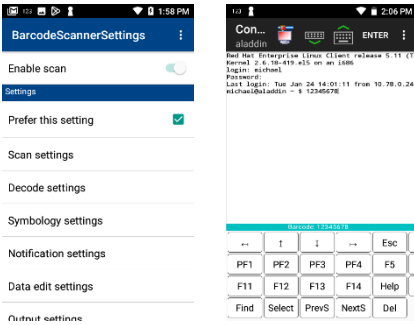 123
1:58 PM
BarcodeScannerSettings
Enable scan
Settings
Prefer this setting
Scan settings
Decode settings
Symbology settings
Notification settings
Data edit settings
Output settings
123
2:06 PM
Con...
aladdin
ENTER
Red Hat Enterprise Linux Client release 5.11 (T
Kernel 2.6.18-419.el5 on an i686
login: michael
Password:
Last login: Tue Jan 24 14:01:11 from 10.78.0.24
michael@aladdin ~ $ 12345678
Barcode: 12345678
← ↑ ↓ → Esc
PF1 PF2 PF3 PF4 F5
F11 F12 F13 F14 Help
Find Select PrevS NextS Del